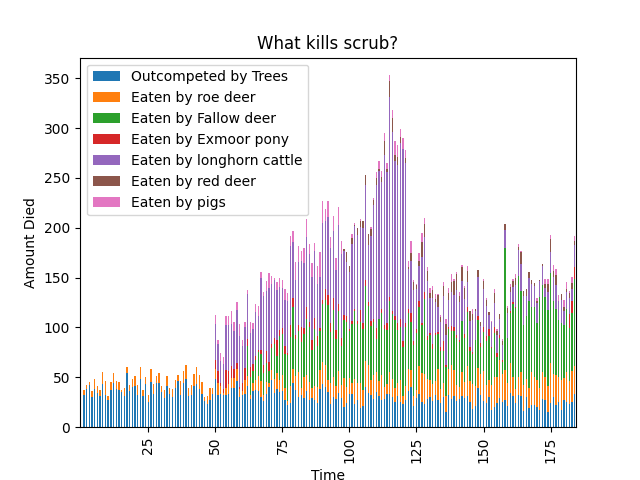 What kills scrub?
350
300
250
200
150
100
50
0
Amount Died
Outcompeted by Trees
Eaten by roe deer
Eaten by Fallow deer
Eaten by Exmoor pony
Eaten by longhorn cattle
Eaten by red deer
Eaten by pigs
25
50
75
100
125
150
175
Time